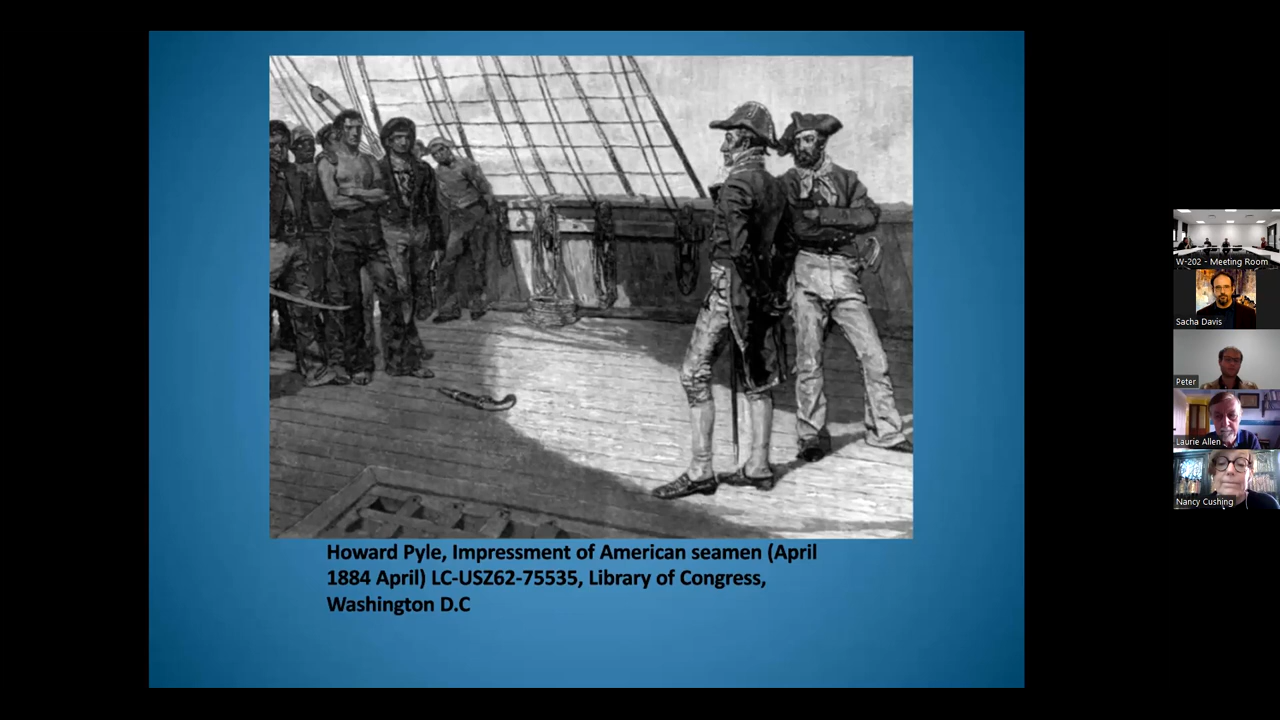 Howard Pyle, Impressment of American seamen (April
1884 April) LC-USZ62-75535, Library of Congress,
Washington D.C
W-202 - Meeting Room
Sacha Davis
Peter
Laurie Allen
Nancy Cushing